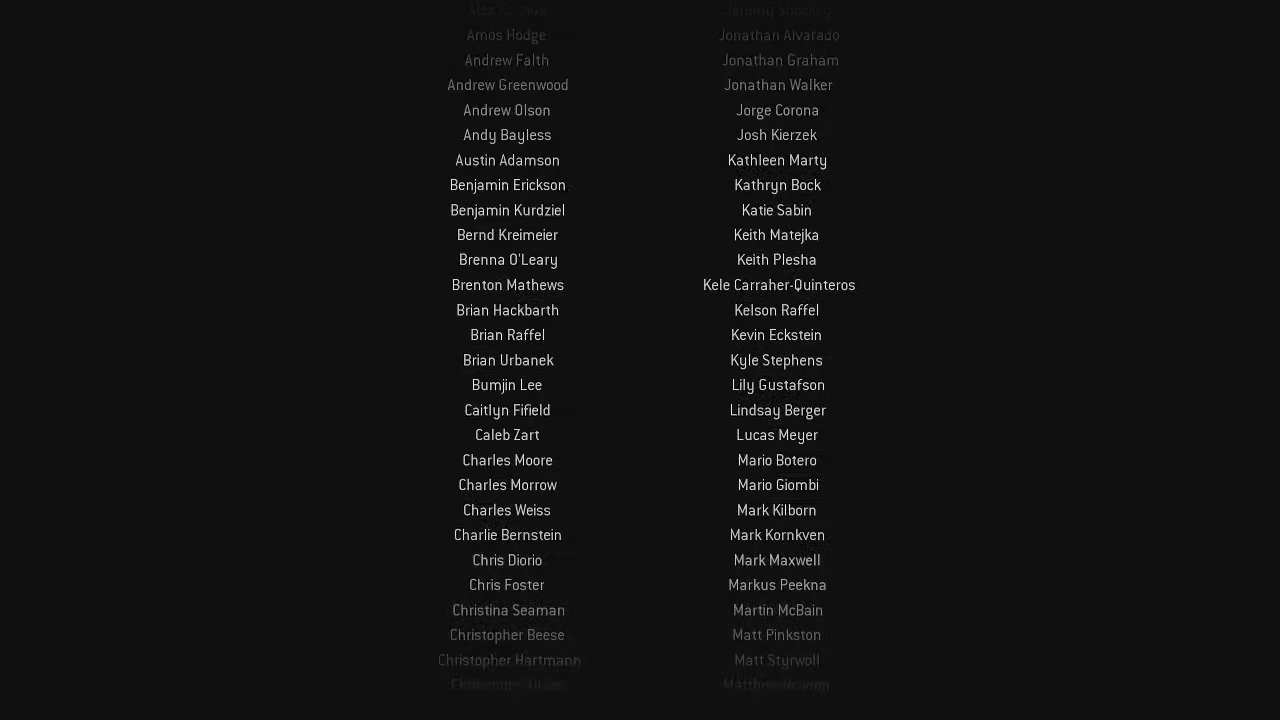 Amos Hodge
Andrew Falth
Andrew Greenwood
Andrew Olson
Andy Bayless
Austin Adamson
Benjamin Erickson
Benjamin Kurdziel
Bernd Kreimeier
Brenna O'Leary
Brenton Mathews
Brian Hackbarth
Brian Raffel
Brian Urbanek
Bumjin Lee
Caitlyn Fifield
Caleb Zart
Charles Moore
Charles Morrow
Charles Weiss
Charlie Bernstein
Chris Diorio
Chris Foster
Christina Seaman
Christopher Beese
Christopher Hartmann
Jeremy
Jonathan Alvarado
Jonathan Graham
Jonathan Walker
Jorge Corona
Josh Kierzek
Kathleen Marty
Kathryn Bock
Katie Sabin
Keith Matejka
Keith Plesha
Kele Carraher-Quinteros
Kelson Raffel
Kevin Eckstein
Kyle Stephens
Lily Gustafson
Lindsay Berger
Lucas Meyer
Mario Botero
Mario Giombi
Mark Kilborn
Mark Kornkven
Mark Maxwell
Markus Peekna
Martin McBain
Matt Pinkston
Matt Styrwoll